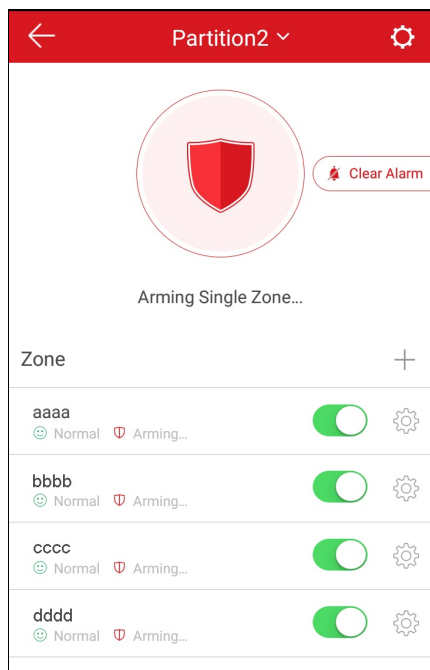 Partition2
Clear Alarm
Arming Single Zone...
Zone
aaaa
Normal Arming...
bbbb
Normal Arming...
cccc
Normal Arming...
dddd
Normal Arming...